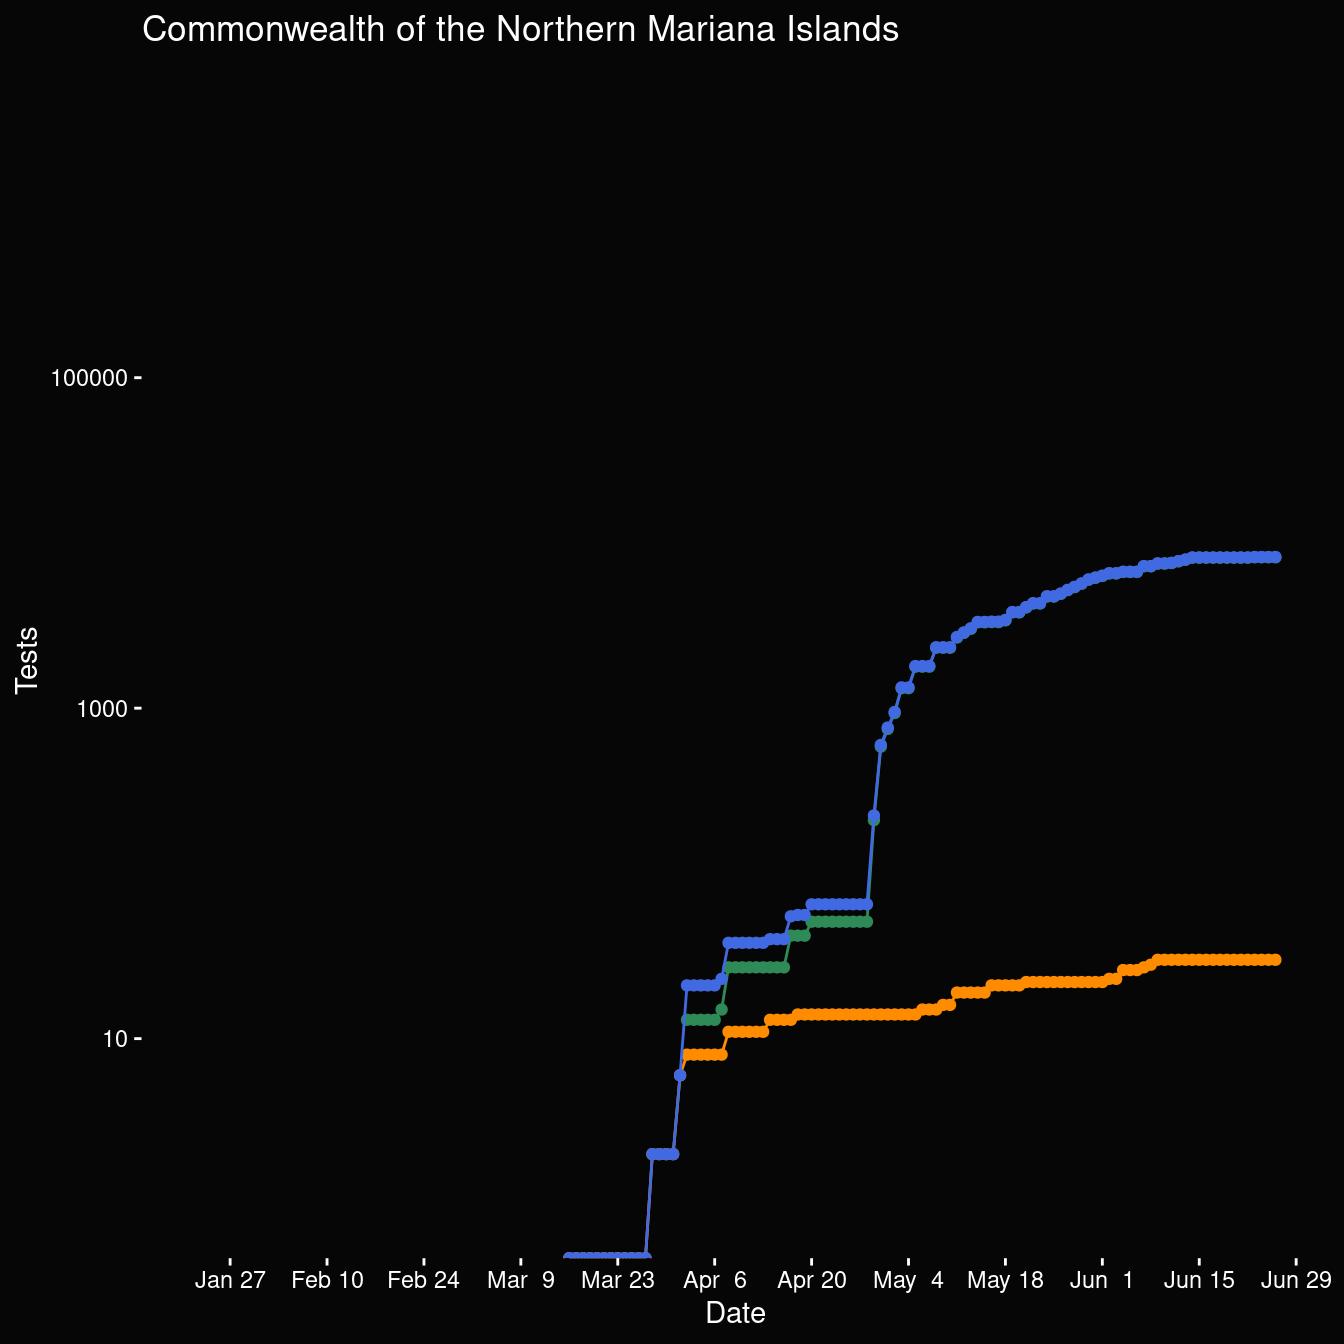 Commonwealth of the Northern Mariana Islands
100000
1000
10
Tests
Jan 27 Feb 10 Feb 24 Mar  9 Mar 23 Apr  6 Apr 20 May  4 May 18 Jun  1 Jun 15 Jun 29
Date